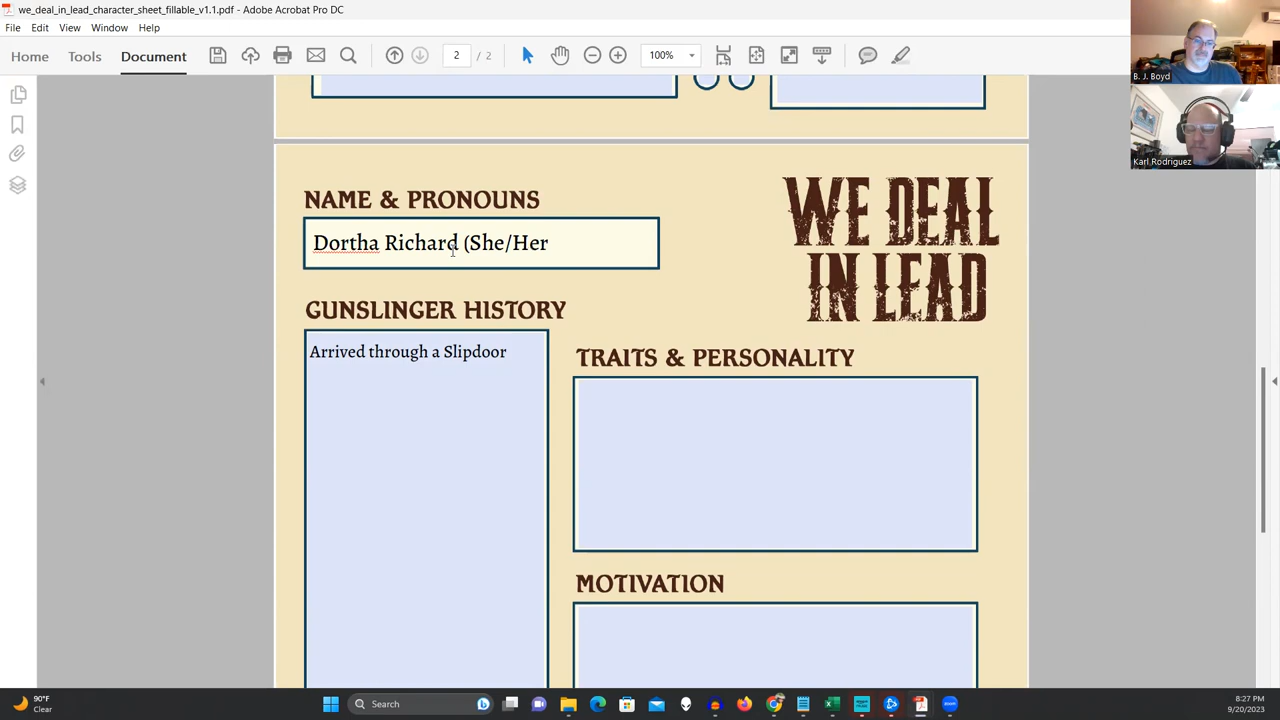 we_deal_in_lead_character_sheet_fillable_v1.1.pdf - Adobe Acrobat Pro DC
File Edit View Window Help
Home Tools Document 2 / 2 100%
B. J. Boyd
Karl Rodriguez
NAME & PRONOUNS
Dortha Richard (She/Her
WE DEAL
IN LEAD
GUNSLINGER HISTORY
Arrived through a Slipdoor
TRAITS & PERSONALITY
MOTIVATION
90°F
Clear
Search
8:27 PM
9/20/2023